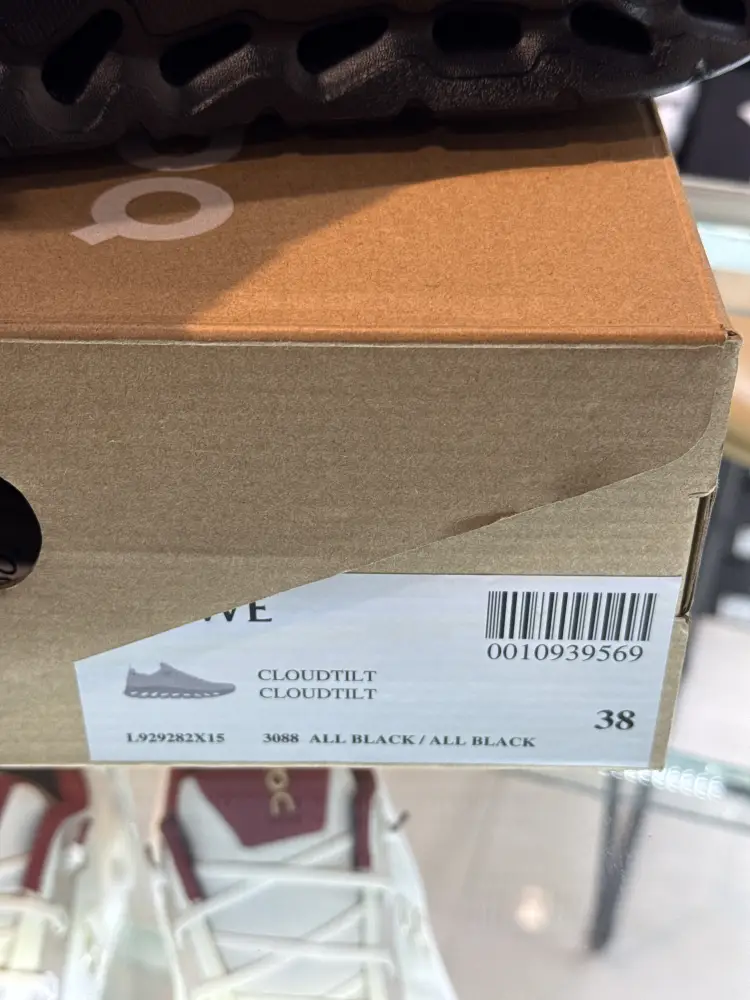 WE
0010939569
CLOUDTILT
CLOUDTILT
38
L929282X15 3088 ALL BLACK / ALL BLACK